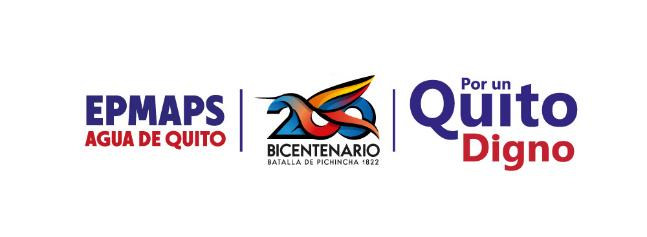 EPMAPS
AGUA DE QUITO
200
BICENTENARIO
BATALLA DE PICHINCHA 1822
Por un
Quito
Digno